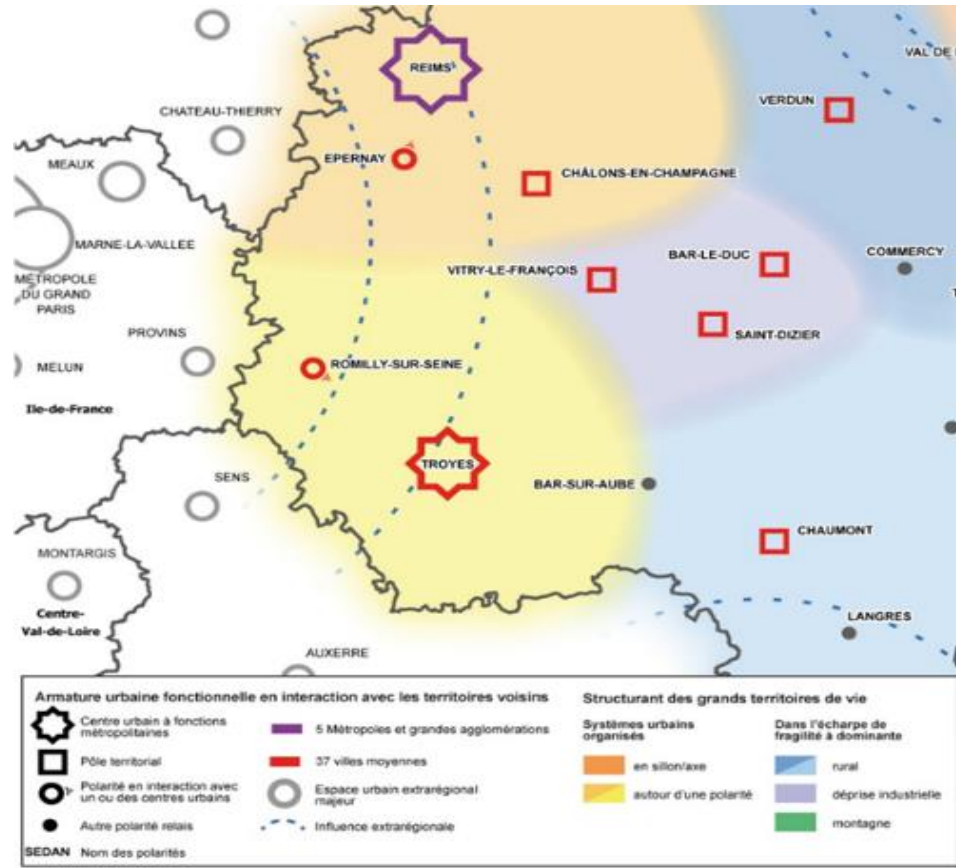 REIMS
VAL DE
CHATEAU-THIERRY
VERDUN
MEAUX
EPERNAY
CHÂLONS-EN-CHAMPAGNE
MARNE-LA-VALLEE
COMMERCY
BAR-LE-DUC
VITRY-LE-FRANÇOIS
MÉTROPOLE
DU GRAND
PARIS
PROVINS
SAINT-DIZIER
MELUN
ROMILLY-SUR-SEINE
Ile-de-France
TROYES
SENS
BAR-SUR-AUBE
CHAUMONT
MONTARGIS
Centre-
Val-de-Loire
LANGRES
AUXERRE
Armature urbaine fonctionnelle en interaction avec les territoires voisins
Centre urbain à fonctions
métropolitaines
Pôle territorial
Polarité en interaction avec
un ou des centres urbains
Autre polarité relais
SEDAN Nom des polarités
5 Métropoles et grandes agglomérations
37 villes moyennes
Espace urbain extrarégional
majeur
Influence extrarégionale
Structurant des grands territoires de vie
Systèmes urbains
organisés
en sillon/axe
autour d'une polarité
Dans l'écharpe de
fragilité à dominante
rural
déprise industrielle
montagne